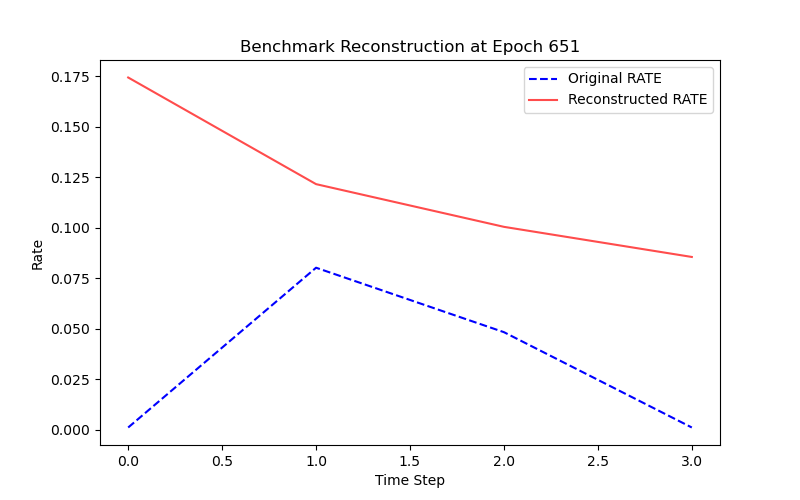 Benchmark Reconstruction at Epoch 651
Original RATE
Reconstructed RATE
0.175
0.150
0.125
0.100
0.075
0.050
0.025
0.000
Rate
0.0 0.5 1.0 1.5 2.0 2.5 3.0
Time Step